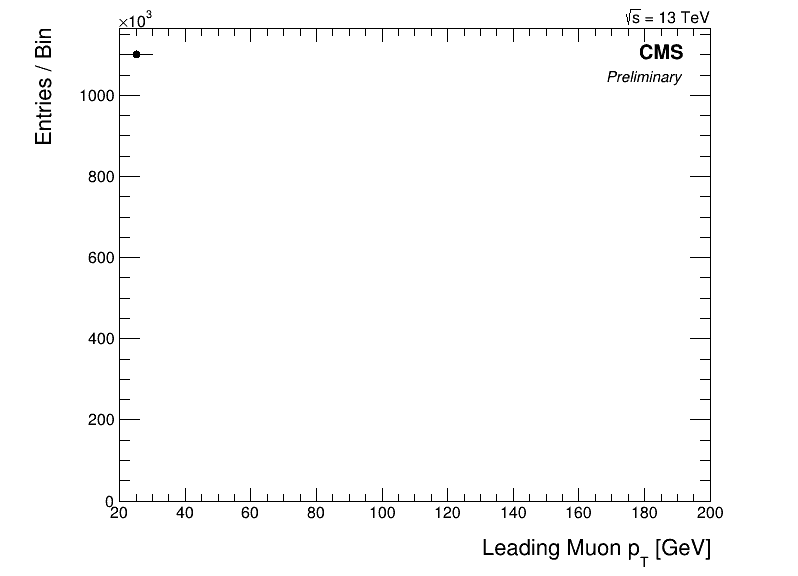 ×10³
√s = 13 TeV
CMS
Preliminary
Entries / Bin
1000
800
600
400
200
0
20 40 60 80 100 120 140 160 180 200
Leading Muon p_T [GeV]